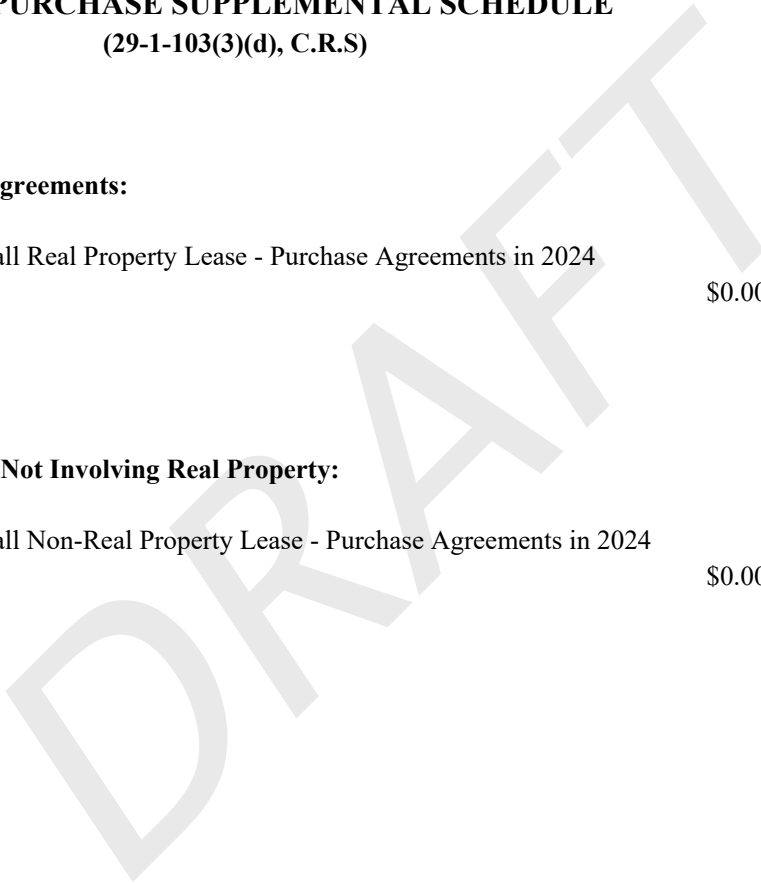 PURCHASE SUPPLEMENTAL SCHEDULE
(29-1-103(3)(d), C.R.S)
greements:
all Real Property Lease - Purchase Agreements in 2024
$0.00
Not Involving Real Property:
all Non-Real Property Lease - Purchase Agreements in 2024
$0.00
DRAFT